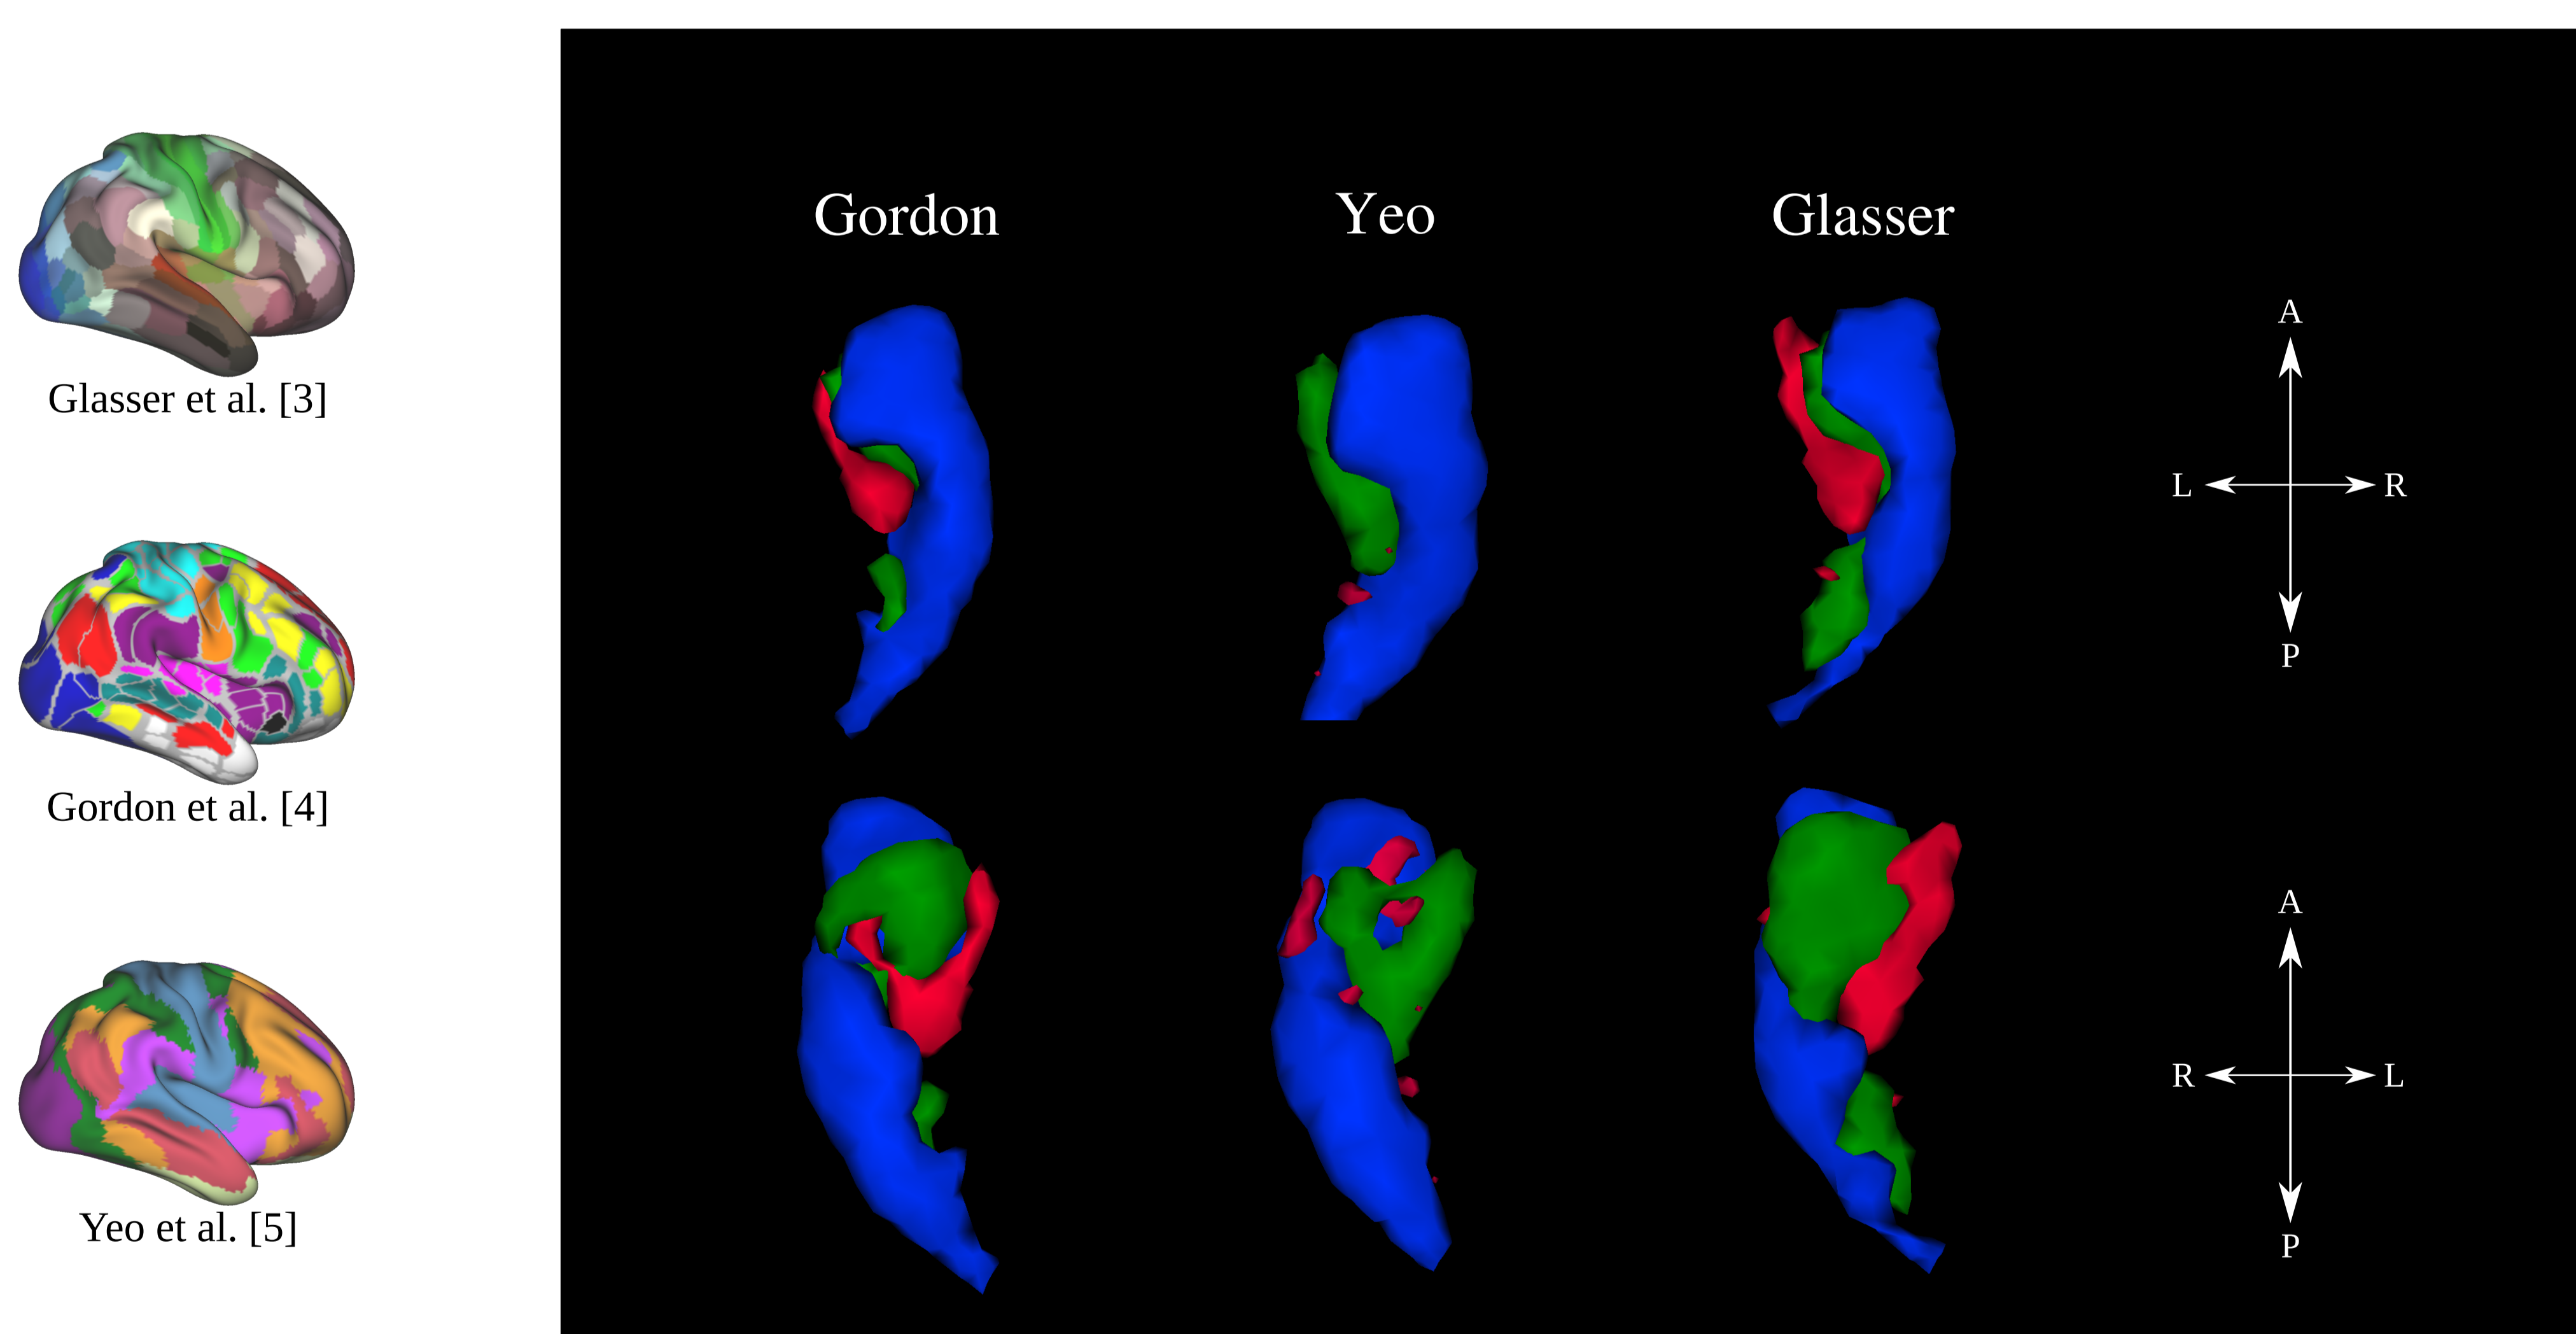 Glasser et al. [3]
Gordon et al. [4]
Yeo et al. [5]
Gordon Yeo Glasser
A
L R
P
A
R L
P